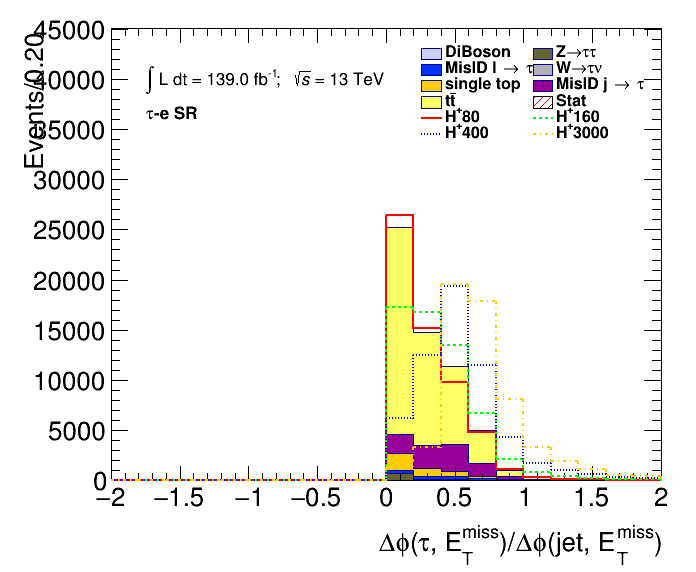 Events/0.20
45000
40000
35000
30000
25000
20000
15000
10000
5000
0
∫ L dt = 139.0 fb⁻¹; √s = 13 TeV
τ-e SR
DiBoson Z→ττ
MisID l → τ W→τν
single top MisID j → τ
tt̄ Stat
H⁺80 H⁺160
H⁺400 H⁺3000
−2 −1.5 −1 −0.5 0 0.5 1 1.5 2
Δϕ(τ, E_T^miss)/Δϕ(jet, E_T^miss)